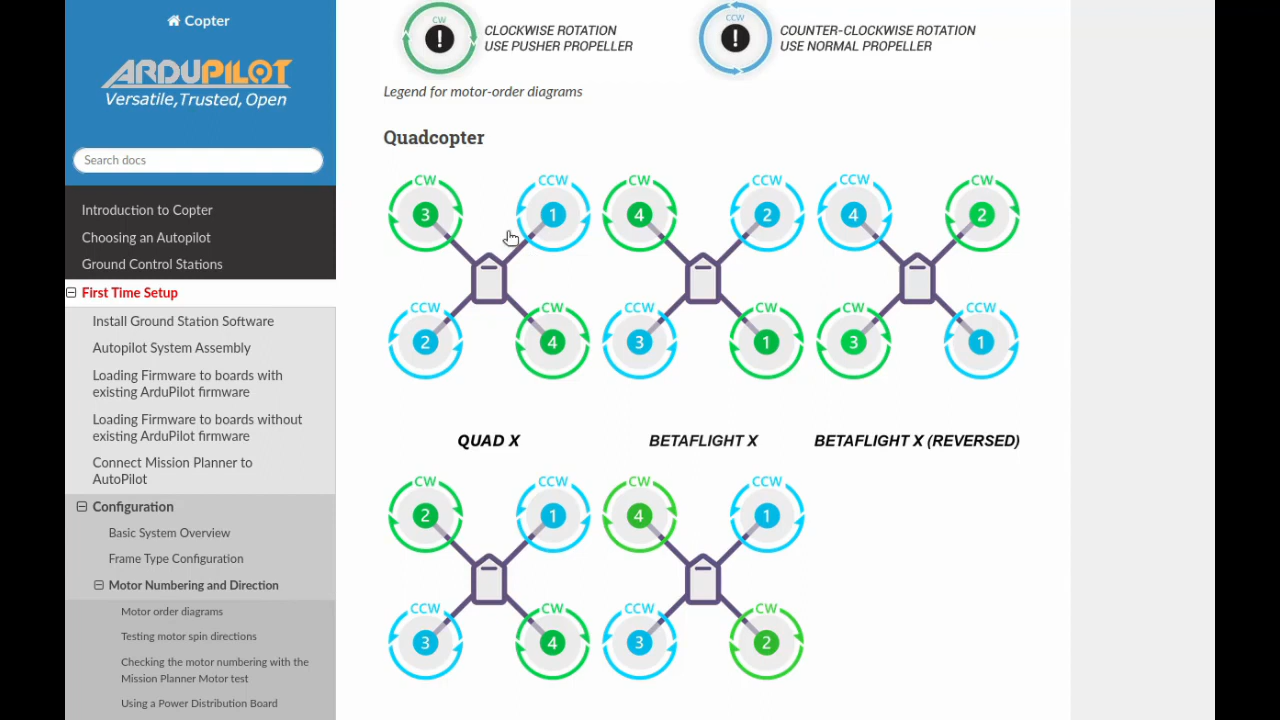 Copter
ARDUPILOT
Versatile,Trusted, Open
Search docs
Introduction to Copter
Choosing an Autopilot
Ground Control Stations
First Time Setup
Install Ground Station Software
Autopilot System Assembly
Loading Firmware to boards with
existing ArduPilot firmware
Loading Firmware to boards without
existing ArduPilot firmware
Connect Mission Planner to
AutoPilot
Configuration
Basic System Overview
Frame Type Configuration
Motor Numbering and Direction
Motor order diagrams
Testing motor spin directions
Checking the motor numbering with the
Mission Planner Motor test
Using a Power Distribution Board
CW
!
CLOCKWISE ROTATION
USE PUSHER PROPELLER
CCW
!
COUNTER-CLOCKWISE ROTATION
USE NORMAL PROPELLER
Legend for motor-order diagrams
Quadcopter
CW CCW CW CCW CCW CW
3 1 4 2 4 2
CCW CW CCW CW CW CCW
2 4 3 1 3 1
QUAD X BETAFLIGHT X BETAFLIGHT X (REVERSED)
CW CCW CW CCW
2 1 4 1
CCW CW CCW CW
3 4 3 2